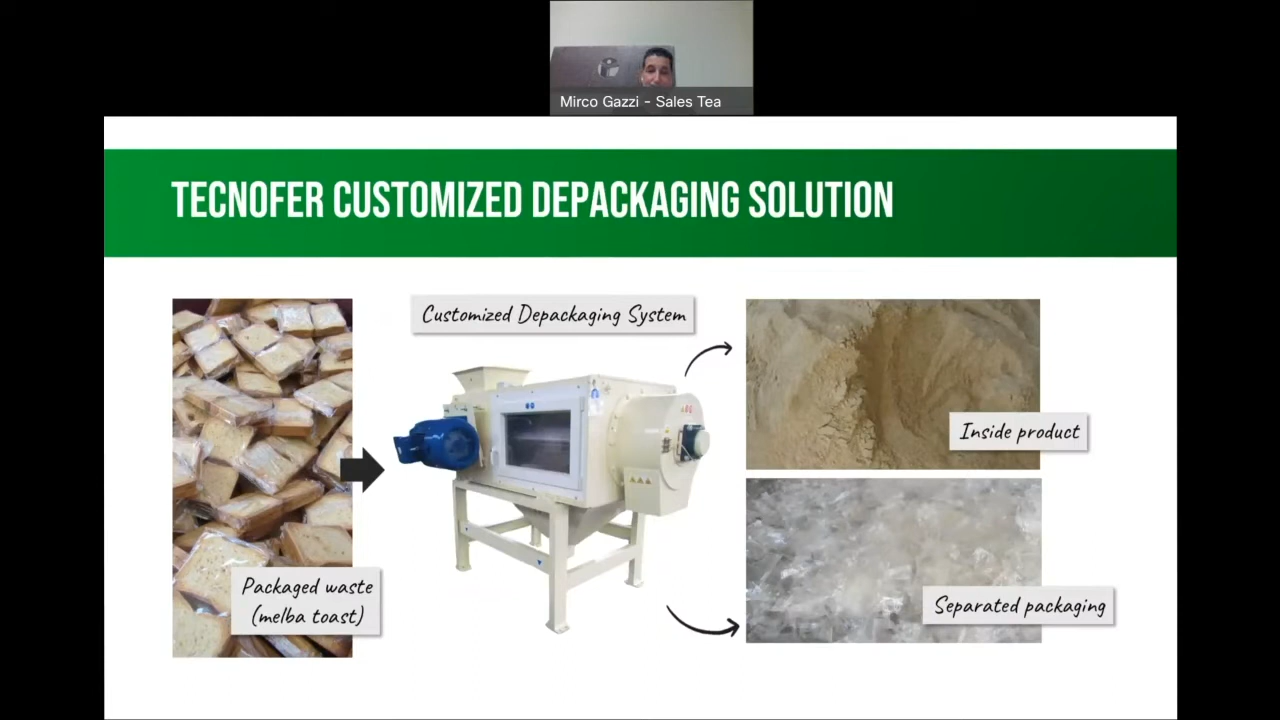 Mirco Gazzi - Sales Tea
TECNOFER CUSTOMIZED DEPACKAGING SOLUTION
Customized Depackaging System
Inside product
Packaged waste
(melba toast)
Separated packaging